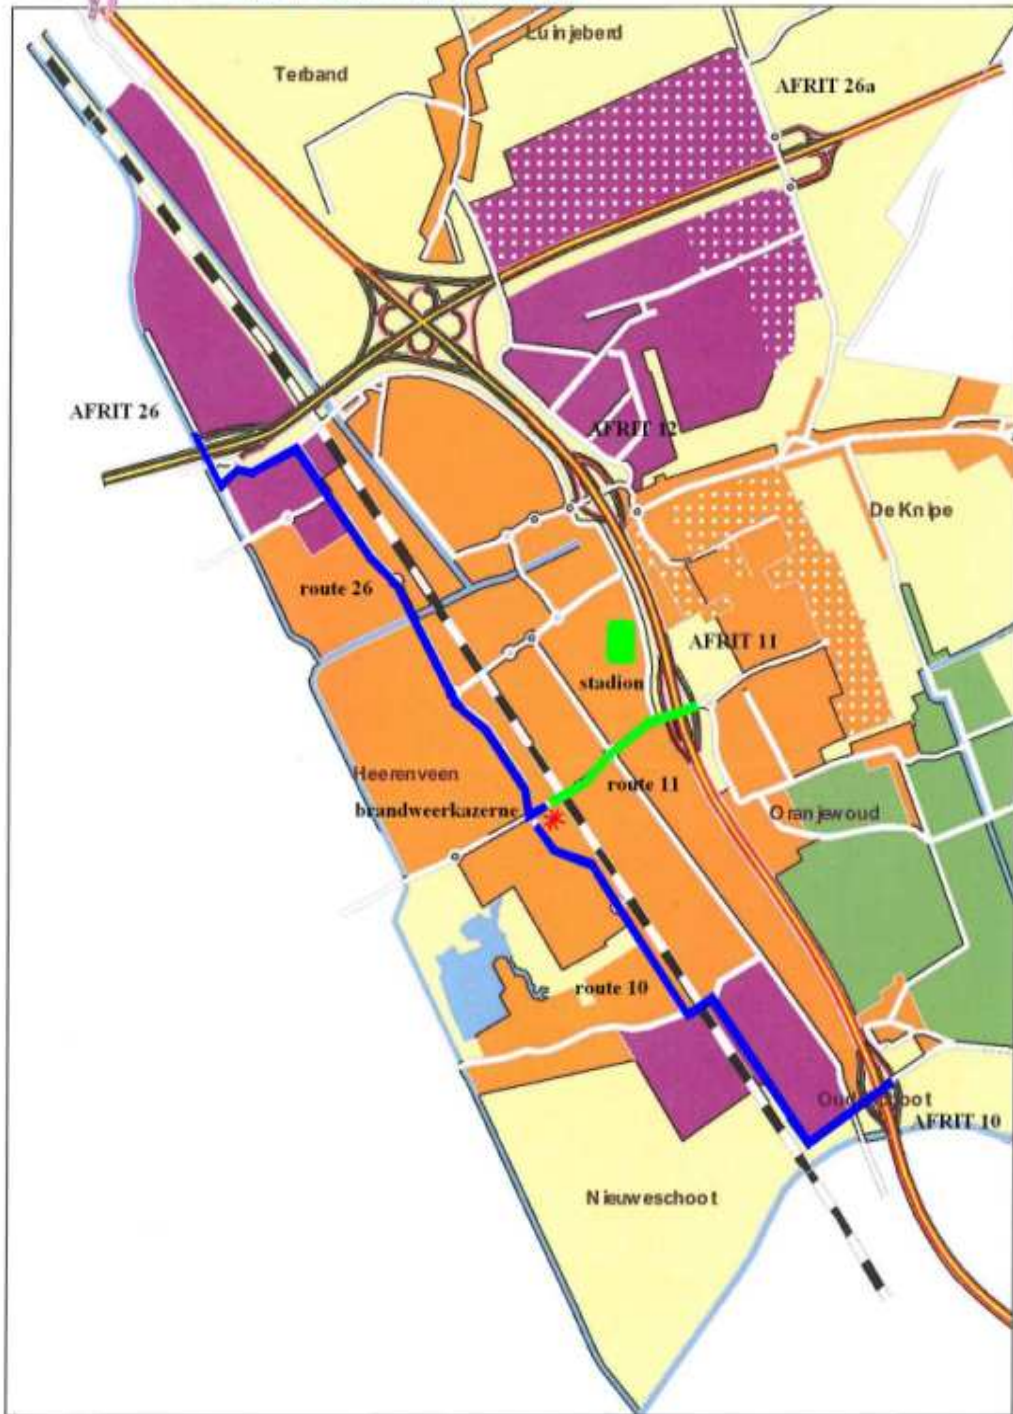 Luinjeberd
Terband
AFRIT 26a
AFRIT 26
AFRIT 12
De Knipe
route 26
AFRIT 11
stadion
Heerenveen
route 11
brandweerkazerne
Oranjewoud
route 10
AFRIT 10
Nieuweschoot